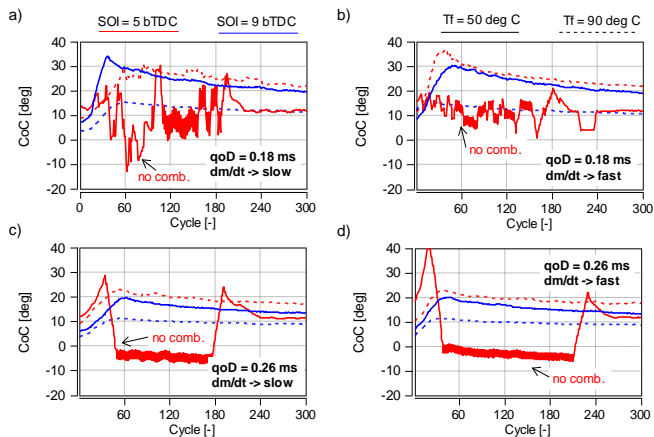 a)
SOI = 5 bTDC
SOI = 9 bTDC
b)
Tf = 50 deg C
Tf = 90 deg C
40
30
20
10
0
-10
-20
CoC [deg]
no comb.
qoD = 0.18 ms
dm/dt -> slow
0
60
120
180
240
300
Cycle [-]
40
30
20
10
0
-10
-20
CoC [deg]
no comb.
qoD = 0.18 ms
dm/dt -> fast
60
120
180
240
300
Cycle [-]
c)
40
30
20
10
0
-10
-20
CoC [deg]
no comb.
qoD = 0.26 ms
dm/dt -> slow
0
60
120
180
240
300
Cycle [-]
d)
40
30
20
10
0
-10
-20
CoC [deg]
qoD = 0.26 ms
dm/dt -> fast
no comb.
60
120
180
240
300
Cycle [-]